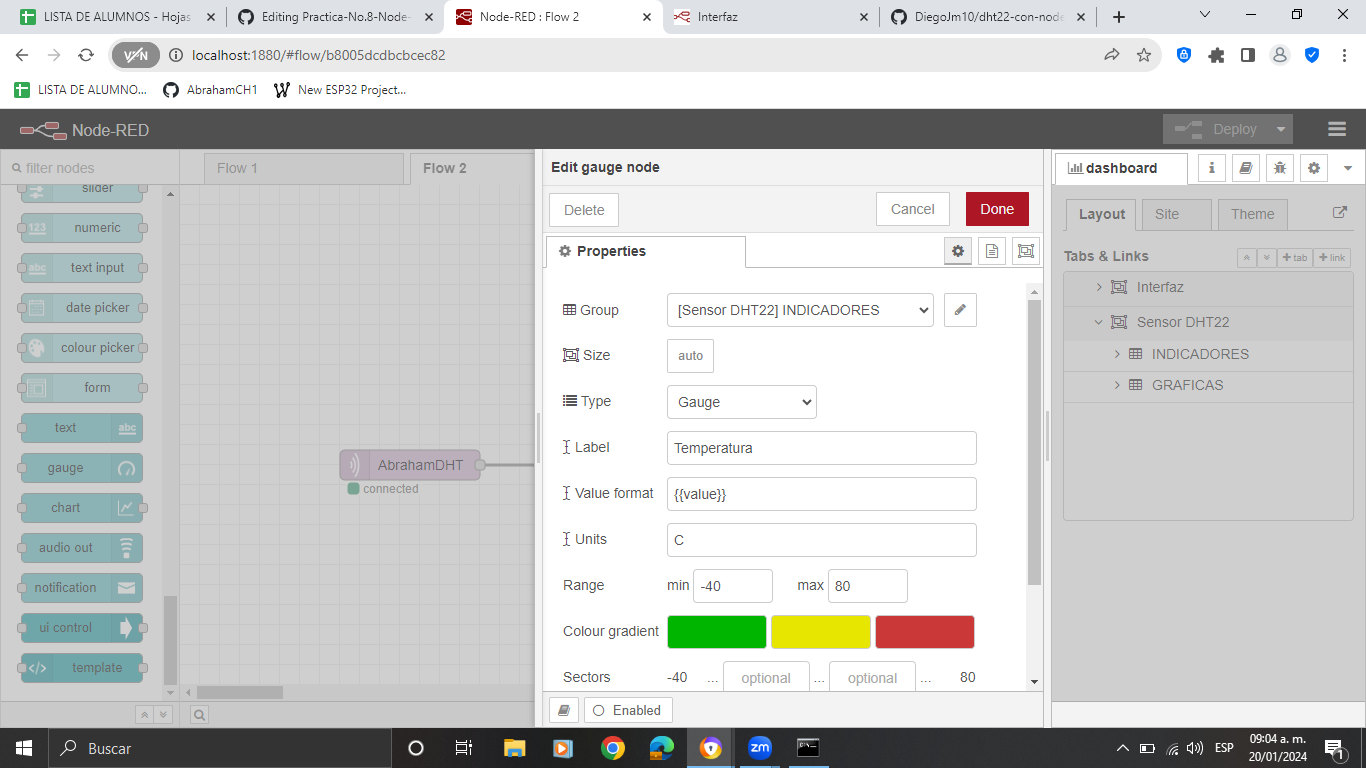 LISTA DE ALUMNOS - Hojas
Editing Practica-No.8-Node-
Node-RED : Flow 2
Interfaz
DiegoJm10/dht22-con-node
VPN
localhost:1880/#flow/b8005dcdbcbcec82
LISTA DE ALUMNO...
AbrahamCH1
New ESP32 Project...
Node-RED
Deploy
filter nodes
Flow 1
Flow 2
Edit gauge node
dashboard
slider
123 numeric
abc text input
date picker
colour picker
form
text abc
gauge
chart
audio out
notification
ui control
</> template
AbrahamDHT
connected
Delete
Cancel
Done
Properties
Group
[Sensor DHT22] INDICADORES
Size
auto
Type
Gauge
Label
Temperatura
Value format
{{value}}
Units
C
Range
min -40
max 80
Colour gradient
Sectors
-40 ... optional ... optional ... 80
Enabled
Layout
Site
Theme
Tabs & Links
+ tab
+ link
Interfaz
Sensor DHT22
INDICADORES
GRAFICAS
Buscar
zm
ESP
09:04 a. m.
20/01/2024
1